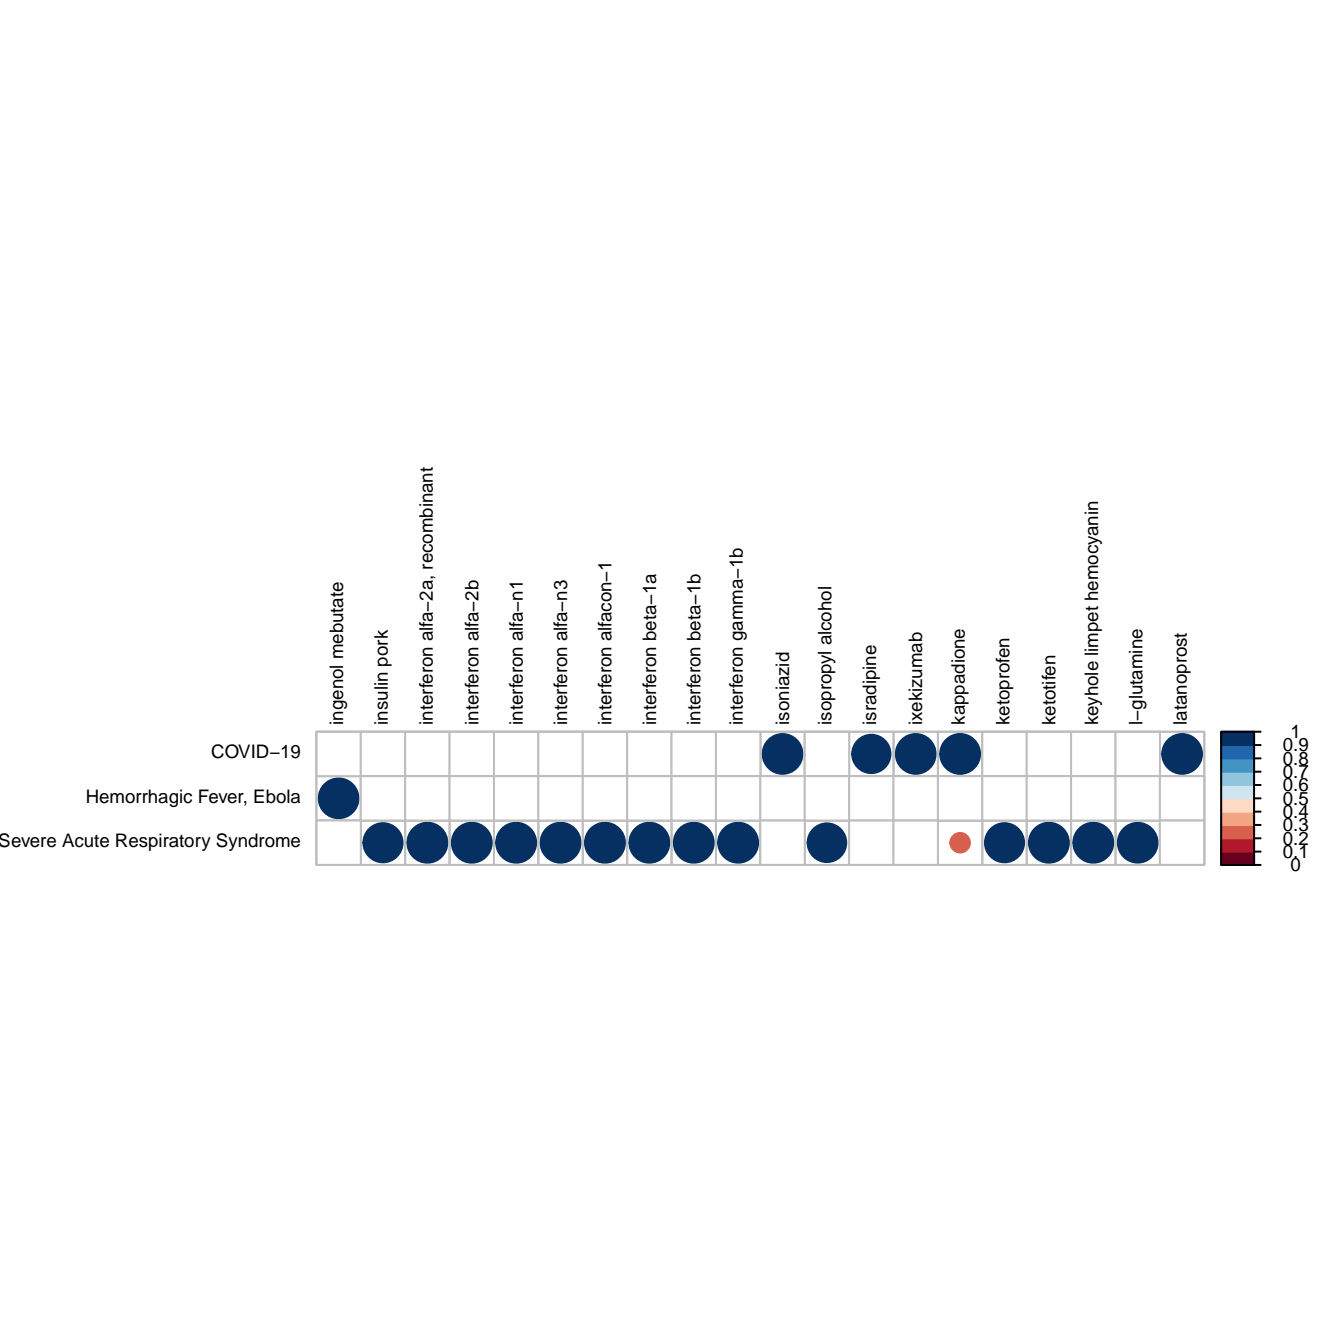 ingenol mebutate
insulin pork
interferon alfa−2a, recombinant
interferon alfa−2b
interferon alfa−n1
interferon alfa−n3
interferon alfacon−1
interferon beta−1a
interferon beta−1b
interferon gamma−1b
isoniazid
isopropyl alcohol
isradipine
ixekizumab
kappadione
ketoprofen
ketotifen
keyhole limpet hemocyanin
l−glutamine
latanoprost
COVID−19
Hemorrhagic Fever, Ebola
Severe Acute Respiratory Syndrome
1
0.9
0.8
0.7
0.6
0.5
0.4
0.3
0.2
0.1
0